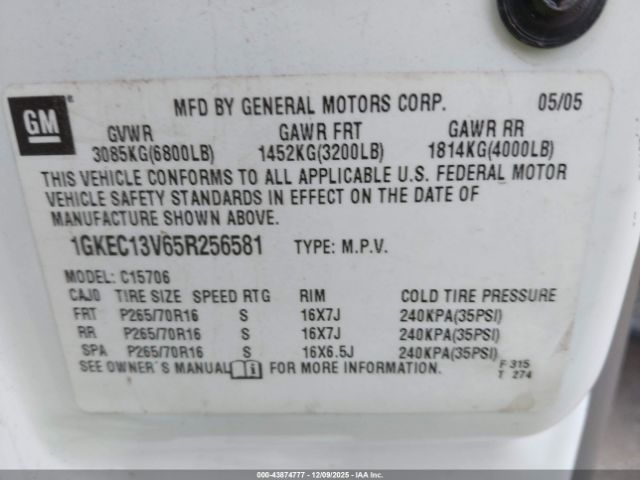 GM ®
MFD BY GENERAL MOTORS CORP. 05/05
GVWR GAWR FRT GAWR RR
3085KG(6800LB) 1452KG(3200LB) 1814KG(4000LB)
THIS VEHICLE CONFORMS TO ALL APPLICABLE U.S. FEDERAL MOTOR
VEHICLE SAFETY STANDARDS IN EFFECT ON THE DATE OF
MANUFACTURE SHOWN ABOVE.
1GKEC13V65R256581 TYPE: M.P.V.
MODEL: C15706
CAJO TIRE SIZE SPEED RTG RIM COLD TIRE PRESSURE
FRT P265/70R16 S 16X7J 240KPA(35PSI)
RR P265/70R16 S 16X7J 240KPA(35PSI)
SPA P265/70R16 S 16X6.5J 240KPA(35PSI)
SEE OWNER'S MANUAL i FOR MORE INFORMATION.
F 315
T 274
000-43874777 - 12/09/2025 - IAA Inc.